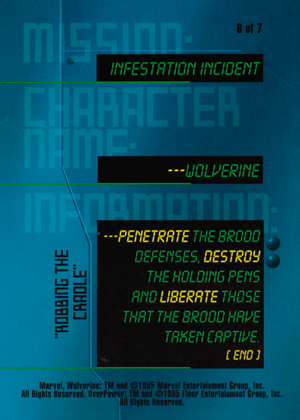 6 of 7
MISSION:
INFESTATION INCIDENT
CHARACTER
NAME:
---WOLVERINE
INFORMATION:
---PENETRATE THE BROOD
DEFENSES, DESTROY
THE HOLDING PENS
AND LIBERATE THOSE
THAT THE BROOD HAVE
TAKEN CAPTIVE.
( END )
"ROBBING THE
CRADLE"
Marvel, Wolverine: TM and ©1995 Marvel Entertainment Group, Inc.
All Rights Reserved, OverPower: TM and ©1995 Fleer Entertainment Group, Inc.
All Rights Reserved.